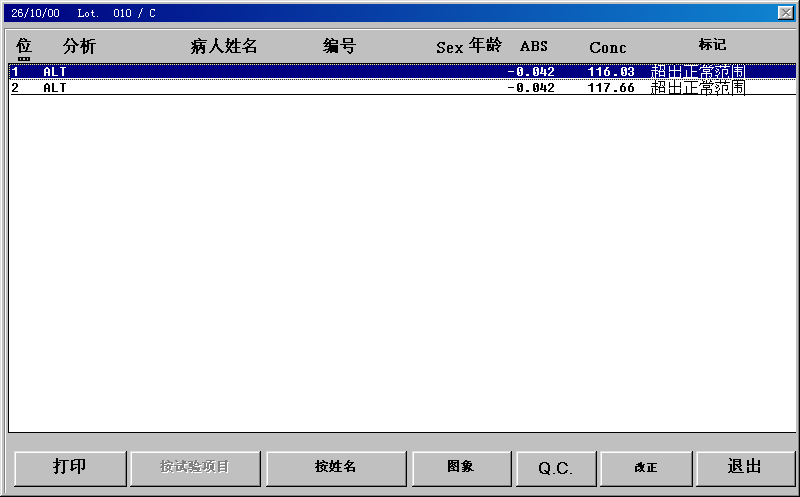 26/10/00 Lot. 010 / C
位 分析 病人姓名 编号 Sex 年龄 ABS Conc 标记
1 ALT -0.042 116.03 超出正常范围
2 ALT -0.042 117.66 超出正常范围
打印 按试验项目 按姓名 图象 Q.C. 改正 退出